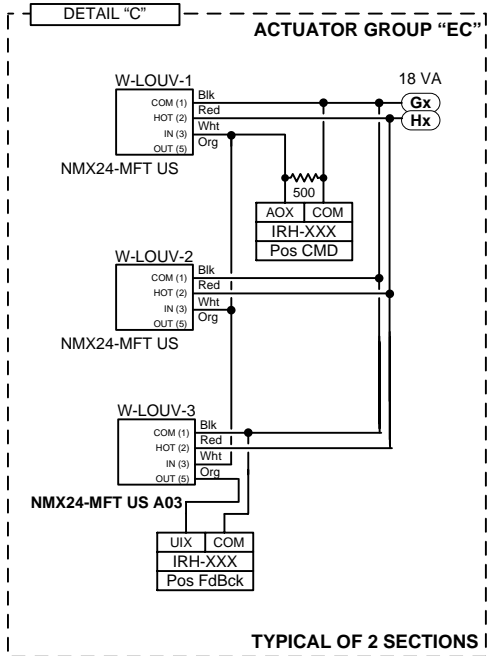 DETAIL “C”
ACTUATOR GROUP “EC”
18 VA
W-LOUV-1
COM (1) Blk
HOT (2) Red
IN (3) Wht
OUT (5) Org
NMX24-MFT US
Gx
Hx
500
AOX COM
IRH-XXX
Pos CMD
W-LOUV-2
COM (1) Blk
HOT (2) Red
IN (3) Wht
OUT (5) Org
NMX24-MFT US
W-LOUV-3
COM (1) Blk
HOT (2) Red
IN (3) Wht
OUT (5) Org
NMX24-MFT US A03
UIX COM
IRH-XXX
Pos FdBck
TYPICAL OF 2 SECTIONS